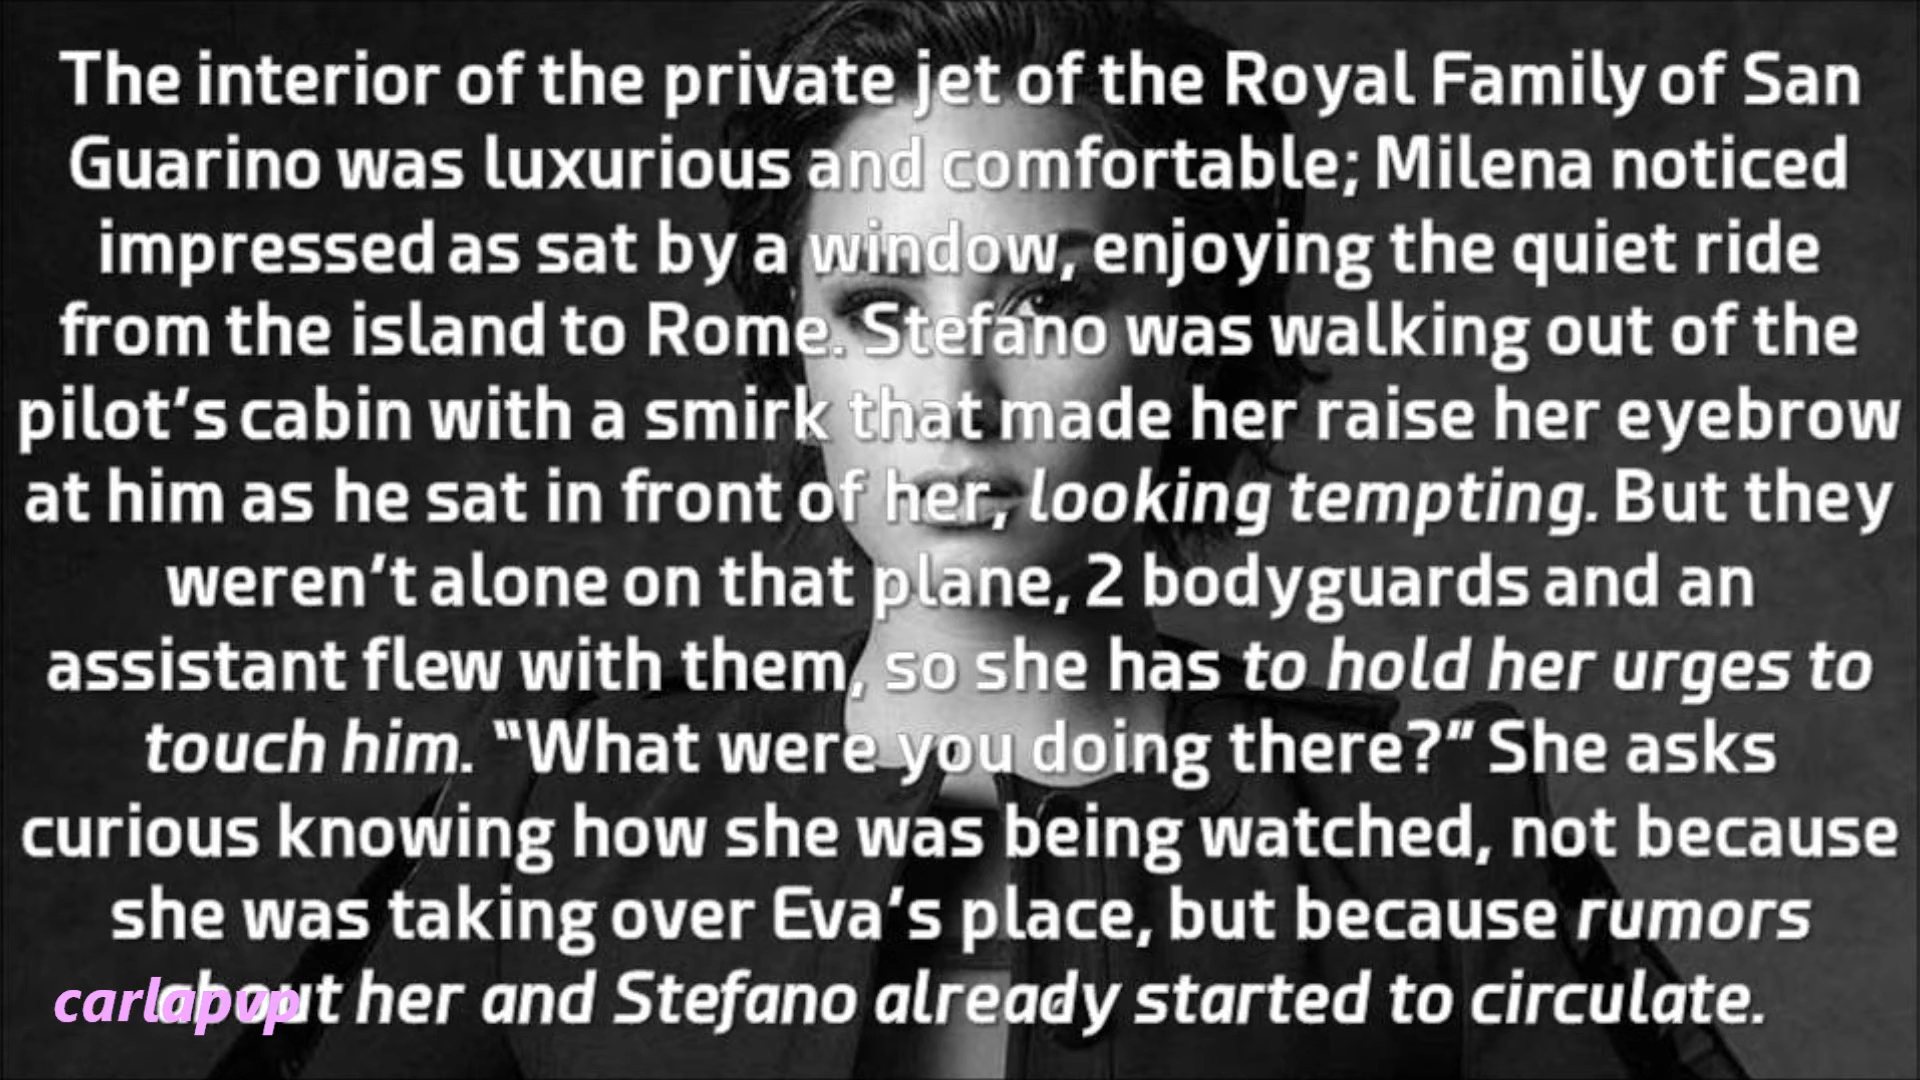 The interior of the private jet of the Royal Family of San
Guarino was luxurious and comfortable; Milena noticed
impressed as sat by a window, enjoying the quiet ride
from the island to Rome. Stefano was walking out of the
pilot’s cabin with a smirk that made her raise her eyebrow
at him as he sat in front of her, looking tempting. But they
weren’t alone on that plane, 2 bodyguards and an
assistant flew with them, so she has to hold her urges to
touch him. “What were you doing there?” She asks
curious knowing how she was being watched, not because
she was taking over Eva’s place, but because rumors
about her and Stefano already started to circulate.
carlapvp